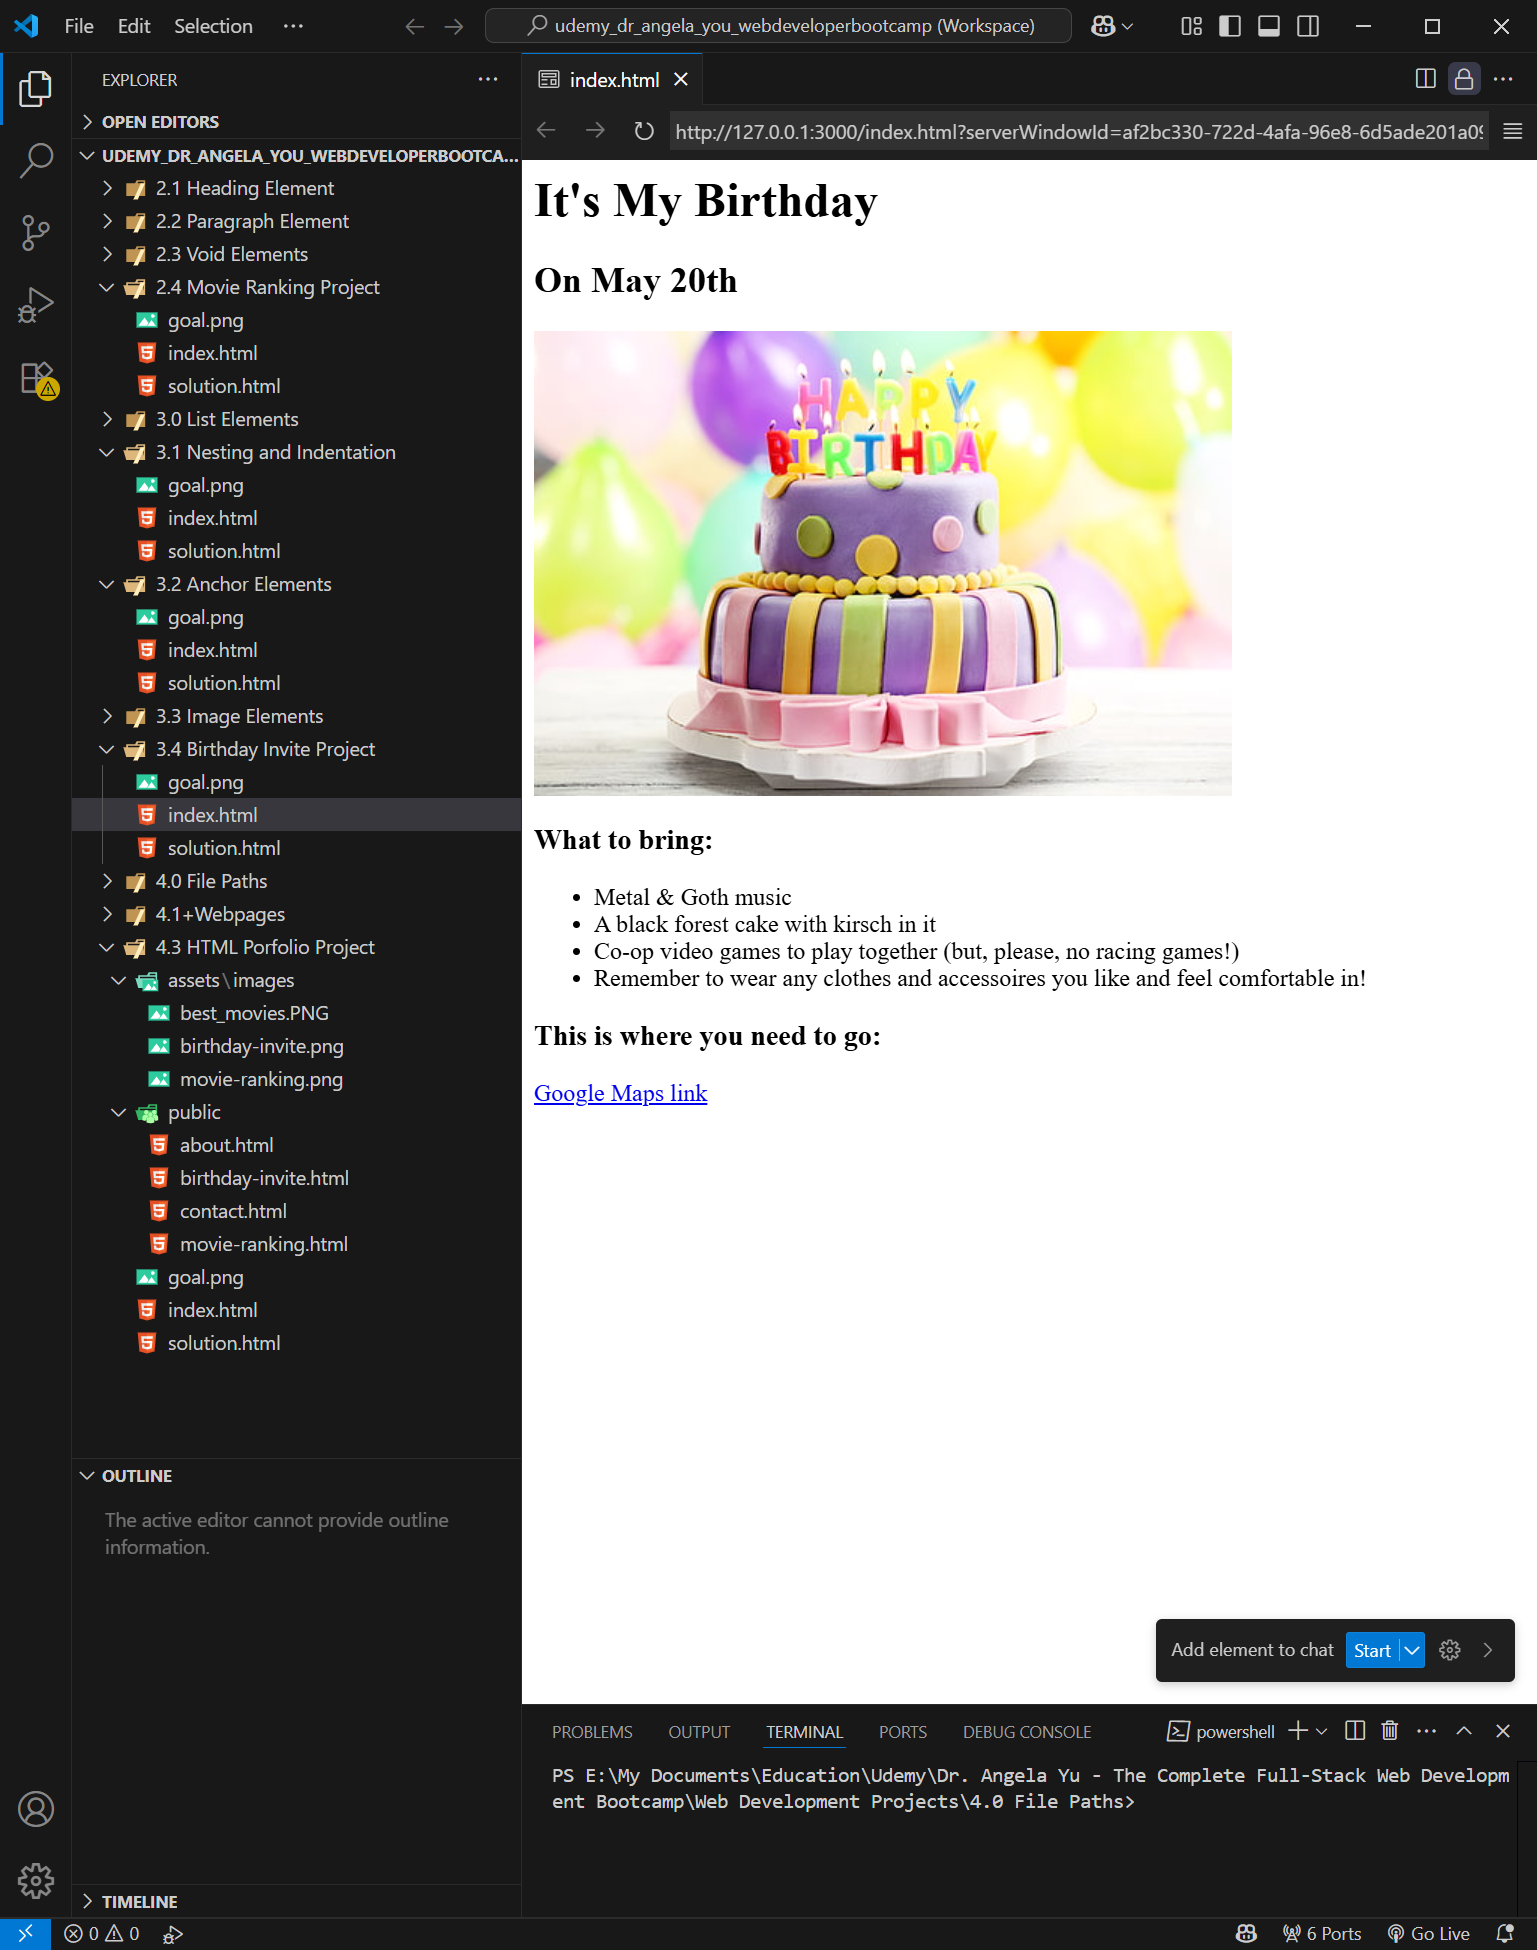 File Edit Selection ···
udemy_dr_angela_you_webdeveloperbootcamp (Workspace)
EXPLORER
OPEN EDITORS
UDEMY_DR_ANGELA_YOU_WEBDEVELOPERBOOTCA...
2.1 Heading Element
2.2 Paragraph Element
2.3 Void Elements
2.4 Movie Ranking Project
goal.png
index.html
solution.html
3.0 List Elements
3.1 Nesting and Indentation
goal.png
index.html
solution.html
3.2 Anchor Elements
goal.png
index.html
solution.html
3.3 Image Elements
3.4 Birthday Invite Project
goal.png
index.html
solution.html
4.0 File Paths
4.1+Webpages
4.3 HTML Porfolio Project
assets\images
best_movies.PNG
birthday-invite.png
movie-ranking.png
public
about.html
birthday-invite.html
contact.html
movie-ranking.html
goal.png
index.html
solution.html
OUTLINE
The active editor cannot provide outline
information.
TIMELINE
index.html
http://127.0.0.1:3000/index.html?serverWindowId=af2bc330-722d-4afa-96e8-6d5ade201a09
It's My Birthday
On May 20th
HAPPY
BIRTHDAY
What to bring:
• Metal & Goth music
• A black forest cake with kirsch in it
• Co-op video games to play together (but, please, no racing games!)
• Remember to wear any clothes and accessoires you like and feel comfortable in!
This is where you need to go:
Google Maps link
Add element to chat Start
PROBLEMS OUTPUT TERMINAL PORTS DEBUG CONSOLE powershell
PS E:\My Documents\Education\Udemy\Dr. Angela Yu - The Complete Full-Stack Web Developm
ent Bootcamp\Web Development Projects\4.0 File Paths>
0 0 6 Ports Go Live